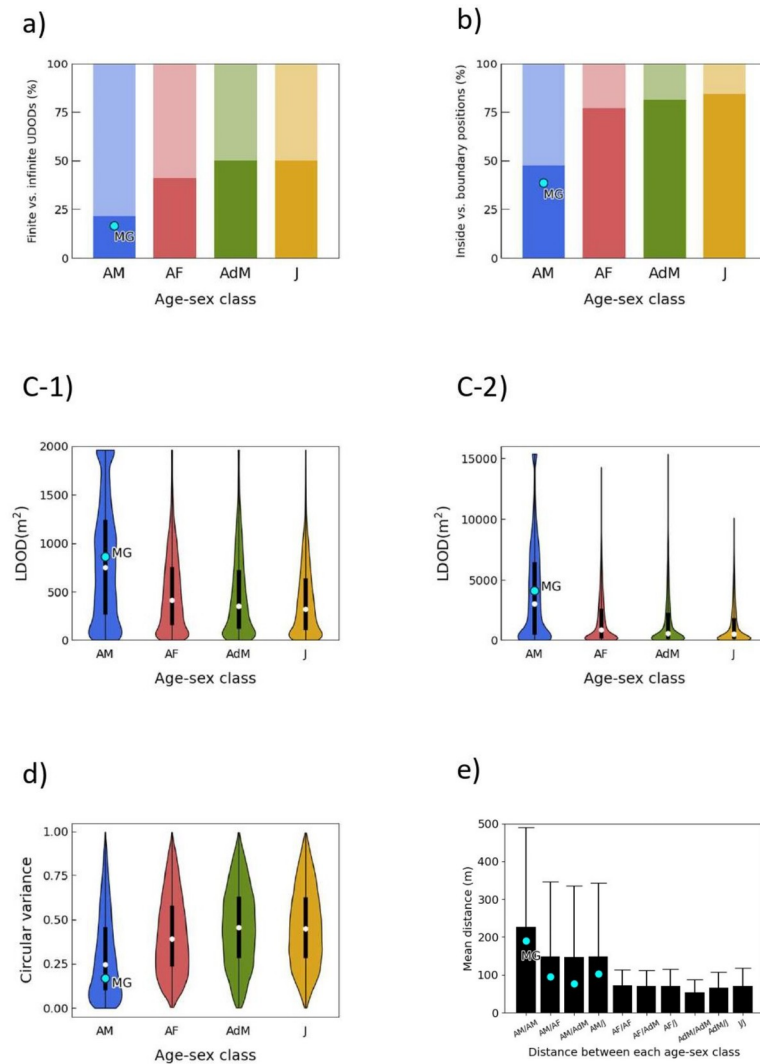 a)
Finite vs. infinite UDODs (%)
100
75
50
25
0
MG
AM AF AdM J
Age-sex class
b)
Inside vs. boundary positions (%)
100
75
50
25
0
MG
AM AF AdM J
Age-sex class
C-1)
LDOD(m²)
2000
1500
1000
500
0
MG
AM AF AdM J
Age-sex class
C-2)
LDOD(m²)
15000
10000
5000
0
MG
AM AF AdM J
Age-sex class
d)
Circular variance
1.00
0.75
0.50
0.25
0.00
MG
AM AF AdM J
Age-sex class
e)
Mean distance (m)
500
400
300
200
100
0
MG
AM/AM AM/AF AM/AdM AM/J AF/AF AF/AdM AF/J AdM/AdM AdM/J J/J
Distance between each age-sex class